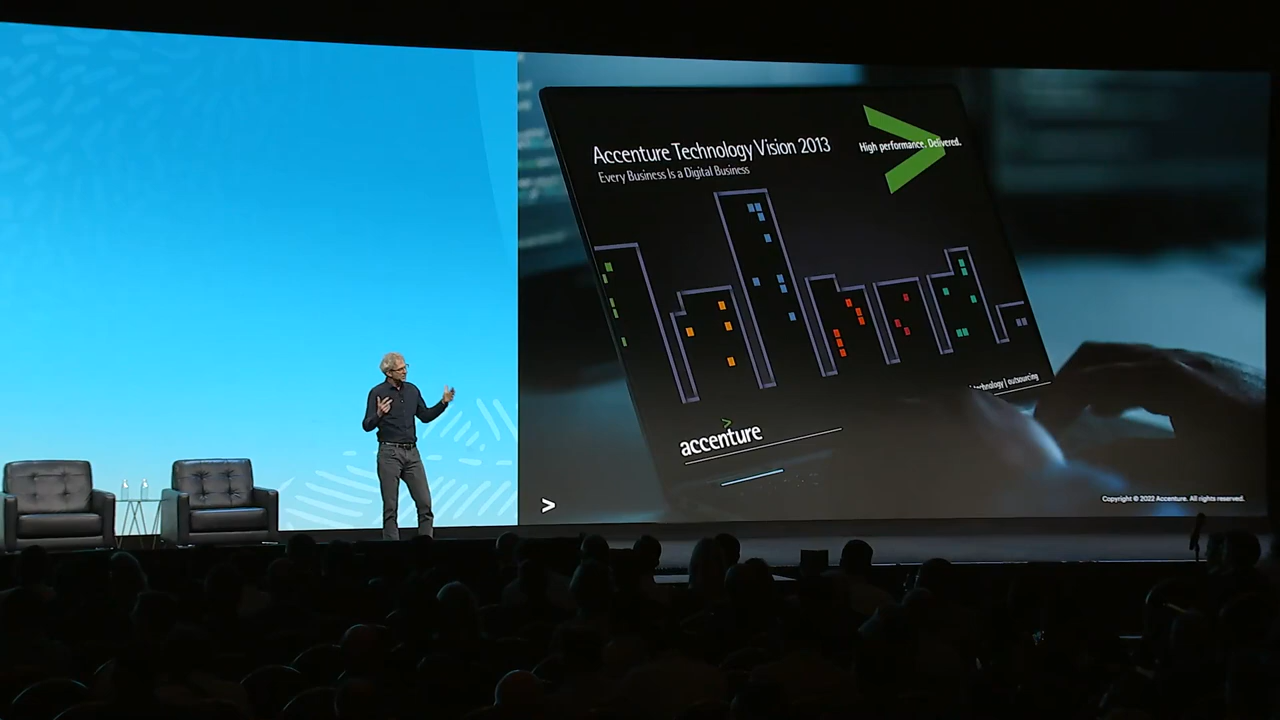 Accenture Technology Vision 2013
Every Business Is a Digital Business
High performance. Delivered.
technology | outsourcing
>
accenture
>
Copyright © 2022 Accenture. All rights reserved.